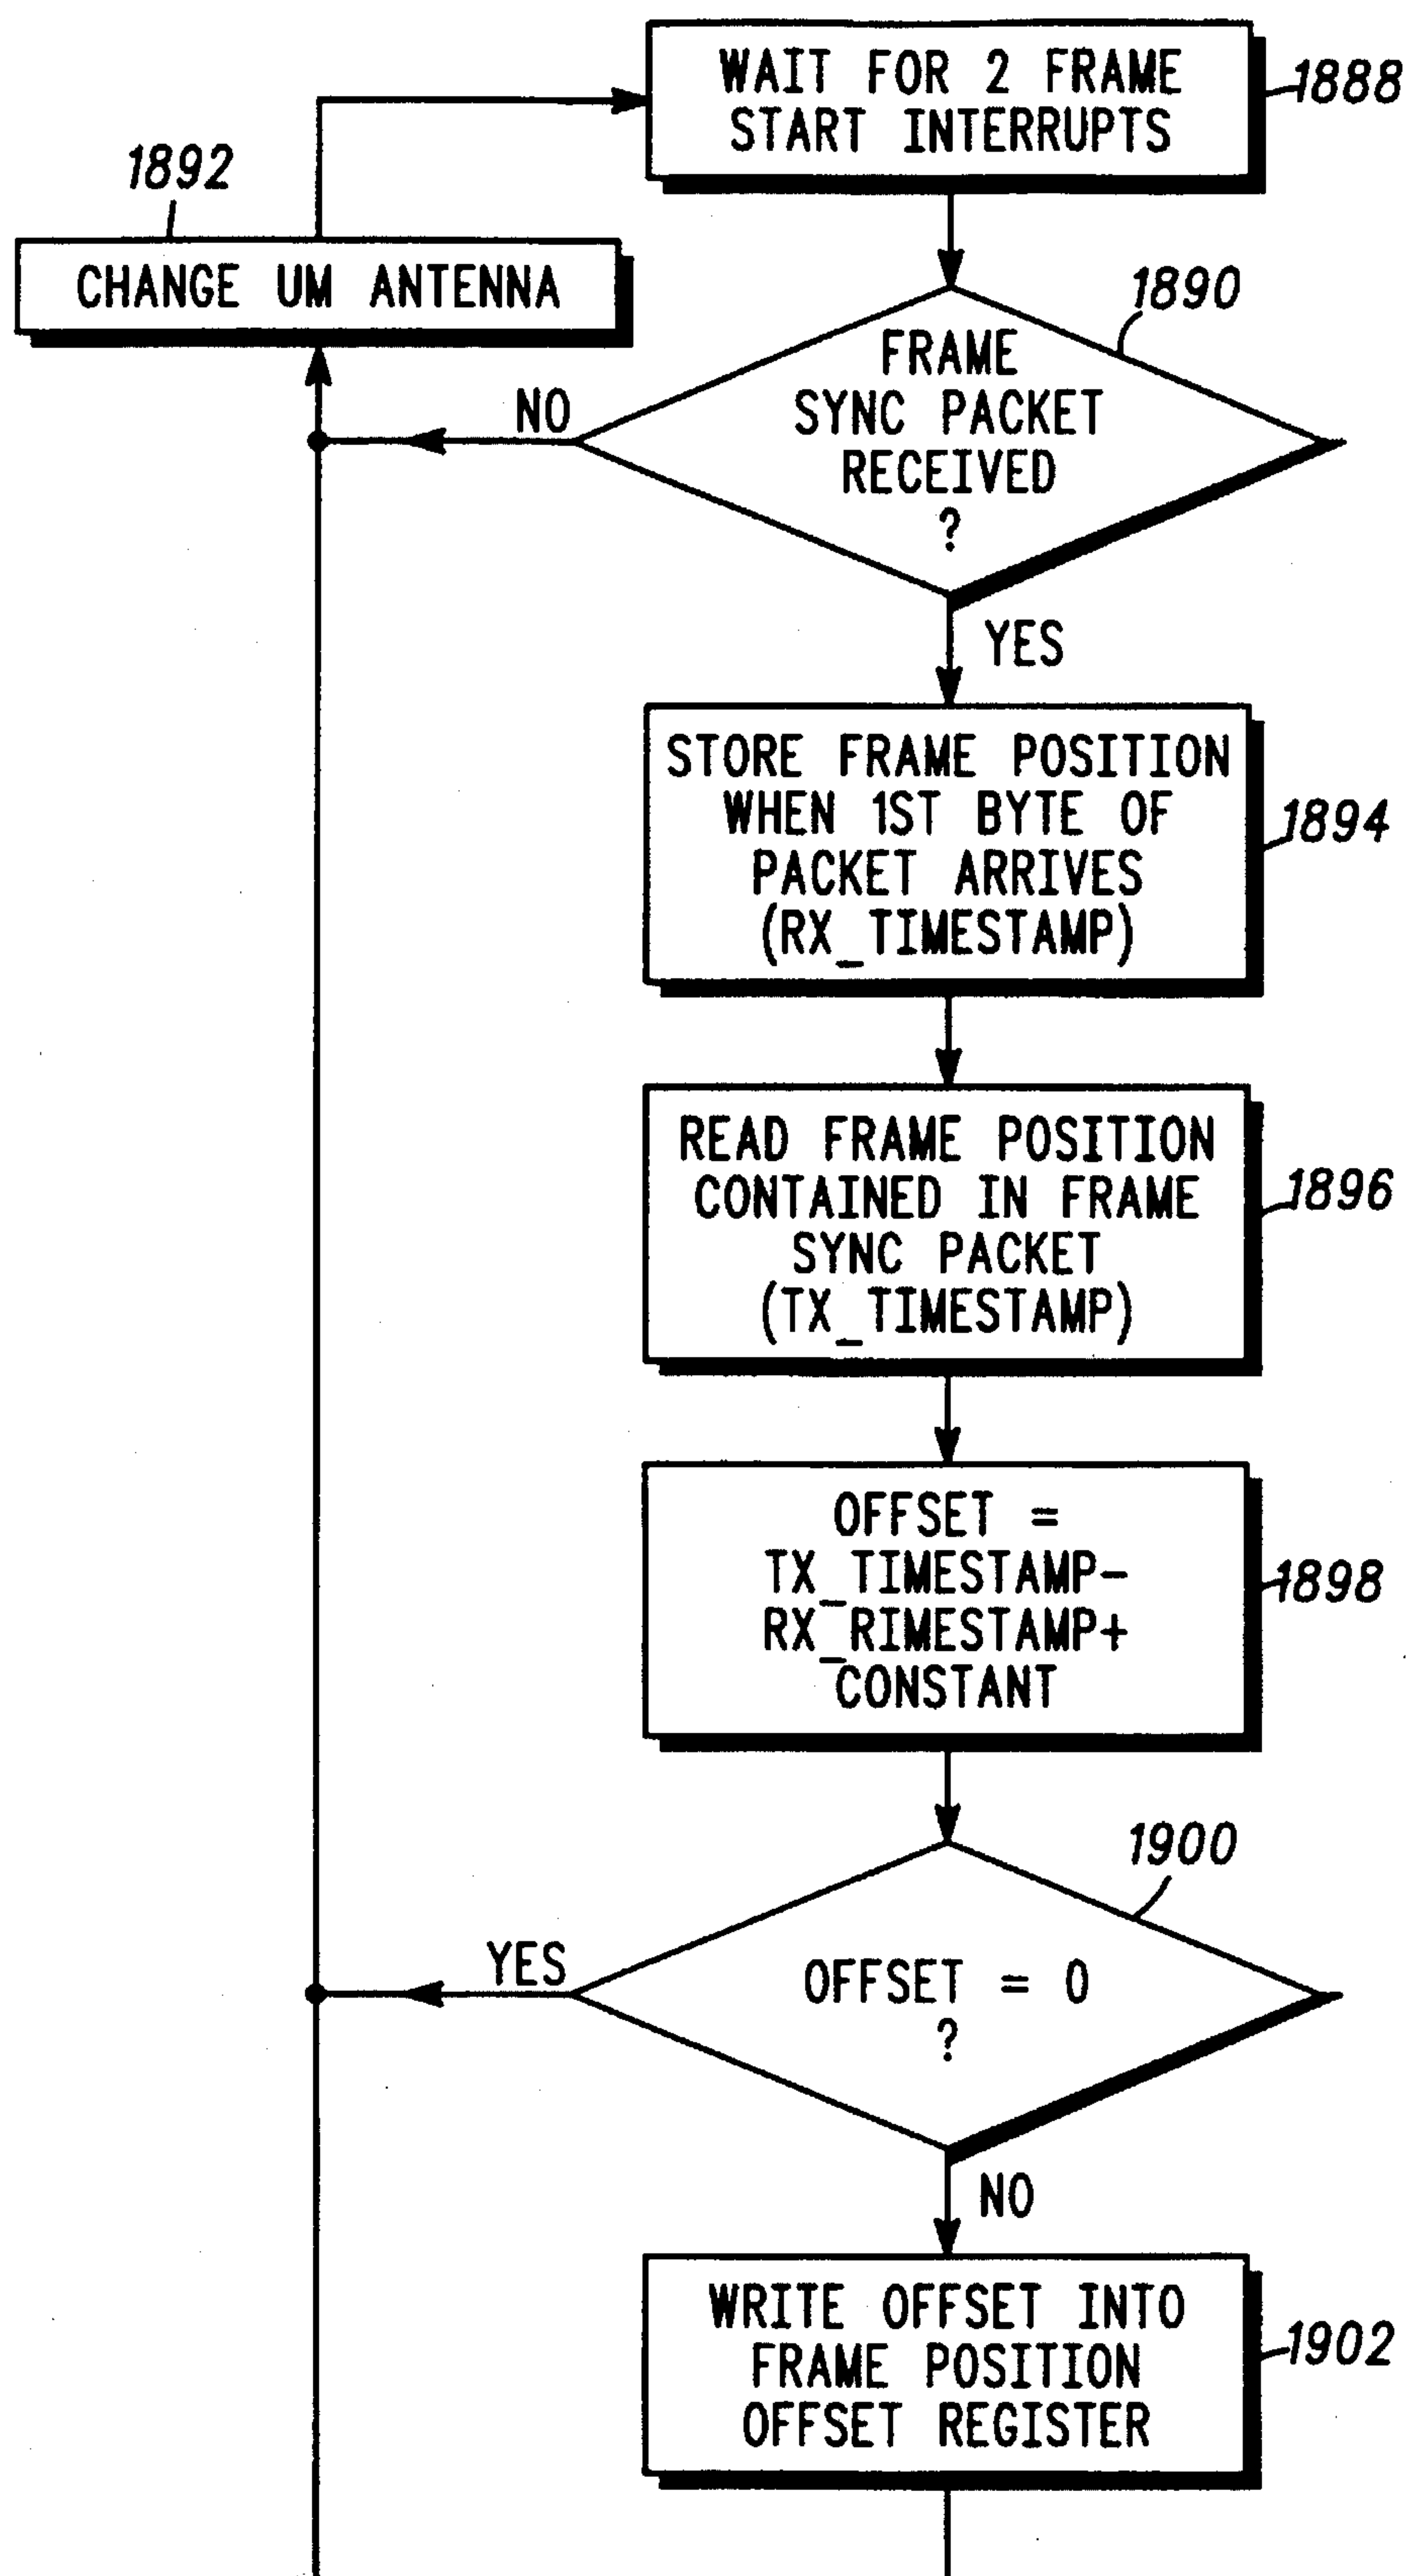 WAIT FOR 2 FRAME
START INTERRUPTS
1888
1892
CHANGE UM ANTENNA
1890
FRAME
SYNC PACKET
RECEIVED
?
NO
YES
STORE FRAME POSITION
WHEN 1ST BYTE OF
PACKET ARRIVES
(RX_TIMESTAMP)
1894
READ FRAME POSITION
CONTAINED IN FRAME
SYNC PACKET
(TX_TIMESTAMP)
1896
OFFSET =
TX_TIMESTAMP-
RX_RIMESTAMP+
CONSTANT
1898
1900
OFFSET = 0
?
YES
NO
WRITE OFFSET INTO
FRAME POSITION
OFFSET REGISTER
1902